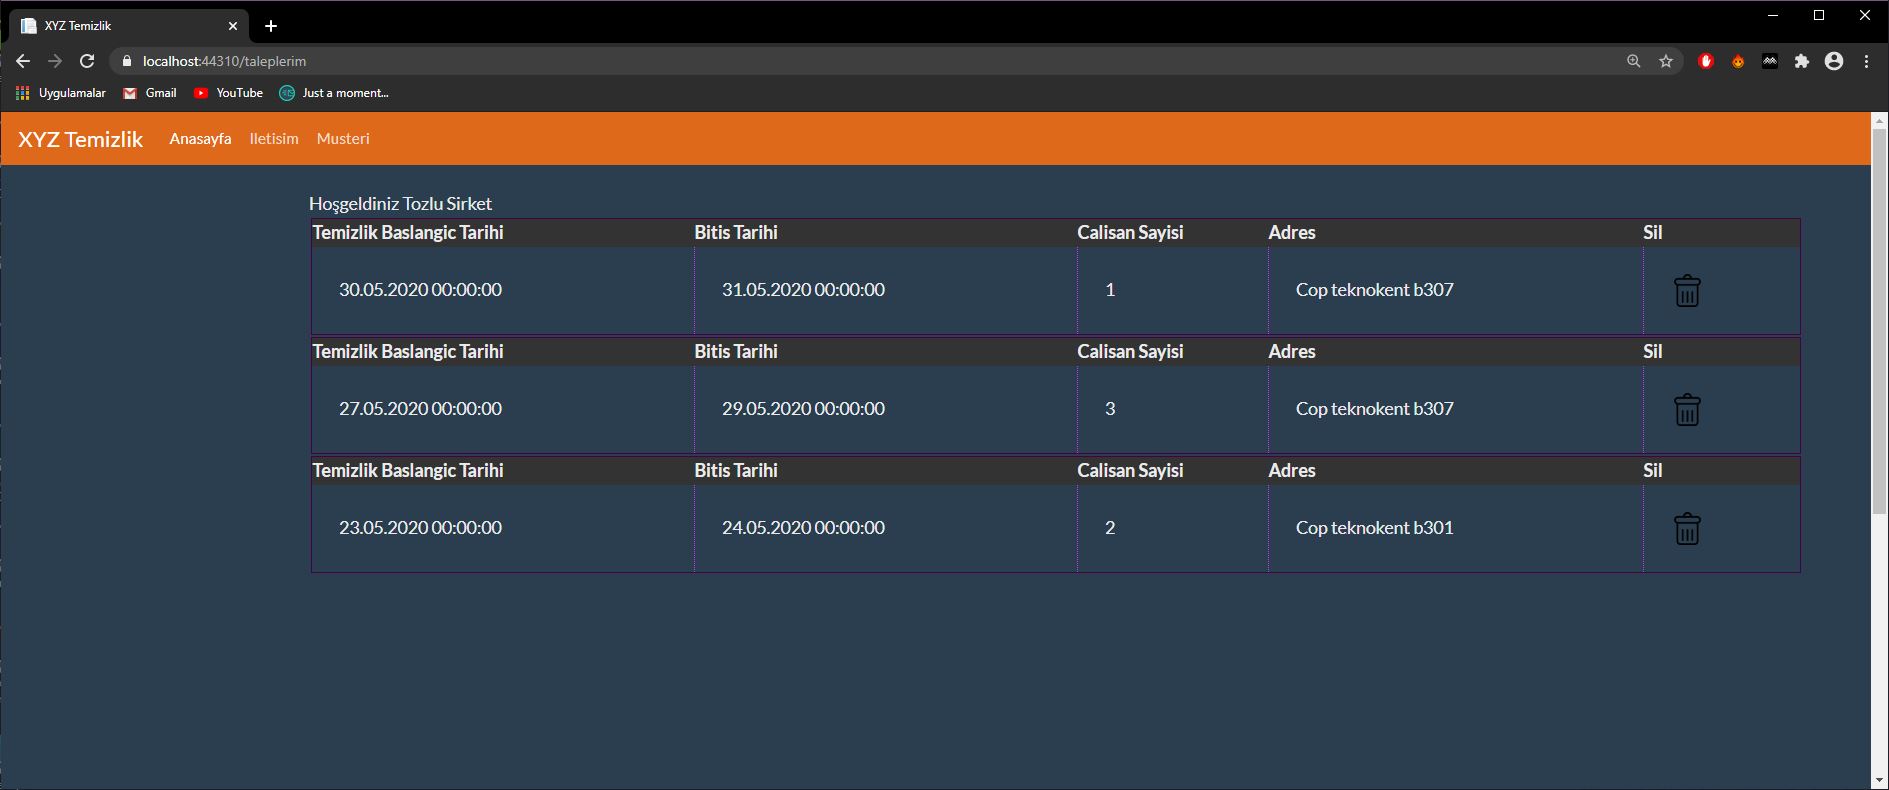 XYZ Temizlik
localhost:44310/taleplerim
Uygulamalar Gmail YouTube Just a moment...
XYZ Temizlik Anasayfa Iletisim Musteri
Hoşgeldiniz Tozlu Sirket
Temizlik Baslangic Tarihi Bitis Tarihi Calisan Sayisi Adres Sil
30.05.2020 00:00:00 31.05.2020 00:00:00 1 Cop teknokent b307
Temizlik Baslangic Tarihi Bitis Tarihi Calisan Sayisi Adres Sil
27.05.2020 00:00:00 29.05.2020 00:00:00 3 Cop teknokent b307
Temizlik Baslangic Tarihi Bitis Tarihi Calisan Sayisi Adres Sil
23.05.2020 00:00:00 24.05.2020 00:00:00 2 Cop teknokent b301